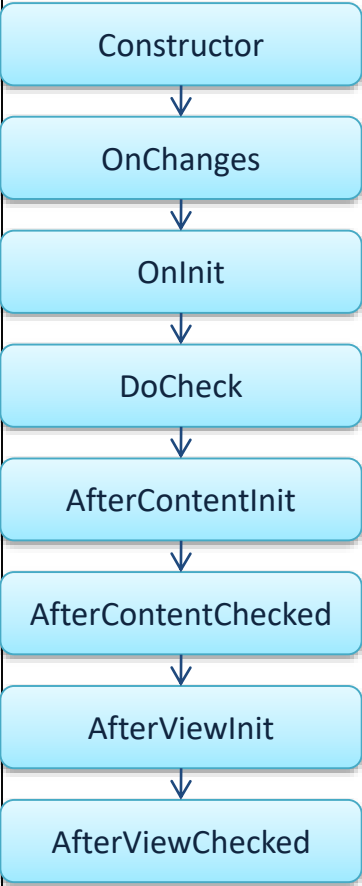 Constructor
OnChanges
OnInit
DoCheck
AfterContentInit
AfterContentChecked
AfterViewInit
AfterViewChecked